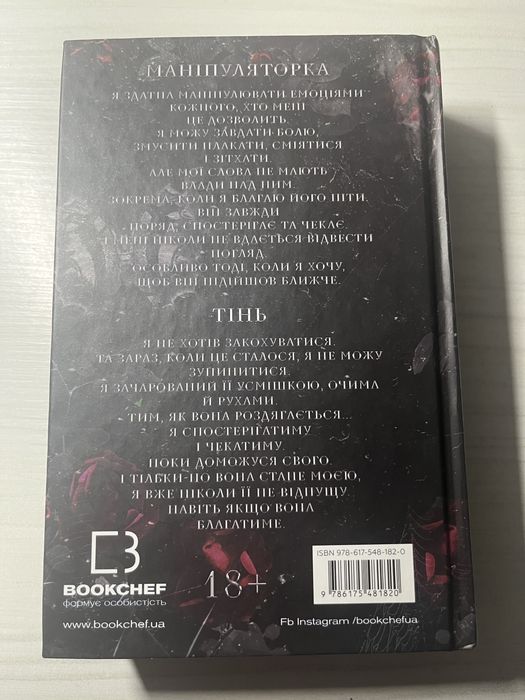 МАНІПУЛЯТОРКА
Я ЗДАТНА МАНІПУЛЮВАТИ ЕМОЦІЯМИ
КОЖНОГО, ХТО МЕНІ
ЦЕ ДОЗВОЛИТЬ.
Я МОЖУ ЗАВДАТИ БОЛЮ,
ЗМУСИТИ ПЛАКАТИ, СМІЯТИСЯ
І ЗІТХАТИ.
АЛЕ МОЇ СЛОВА НЕ МАЮТЬ
ВЛАДИ НАД НИМ.
ЗОКРЕМА, КОЛИ Я БЛАГАЮ ЙОГО ПІТИ.
ВІН ЗАВЖДИ
ПОРЯД, СПОСТЕРІГАЄ ТА ЧЕКАЄ.
І МЕНІ НІКОЛИ НЕ ВДАЄТЬСЯ ВІДВЕСТИ
ПОГЛЯД.
ОСОБЛИВО ТОДІ, КОЛИ Я ХОЧУ,
ЩОБ ВІН ПІДІЙШОВ БЛИЖЧЕ.
ТІНЬ
Я НЕ ХОТІВ ЗАКОХУВАТИСЯ.
ТА ЗАРАЗ, КОЛИ ЦЕ СТАЛОСЯ, Я НЕ МОЖУ
ЗУПИНИТИСЯ.
Я ЗАЧАРОВАНИЙ ЇЇ УСМІШКОЮ, ОЧИМА
Й РУХАМИ.
ТИМ, ЯК ВОНА РОЗДЯГАЄТЬСЯ...
Я СПОСТЕРІГАТИМУ
І ЧЕКАТИМУ.
ПОКИ ДОМОЖУСЯ СВОГО.
І ТІЛЬКИ-НО ВОНА СТАНЕ МОЄЮ,
Я ВЖЕ НІКОЛИ ЇЇ НЕ ВІДПУЩУ.
НАВІТЬ ЯКЩО ВОНА
БЛАГАТИМЕ.
BOOKCHEF
формує особистість
www.bookchef.ua
18+
ISBN 978-617-548-182-0
9 786175 481820
Fb Instagram /bookchefua